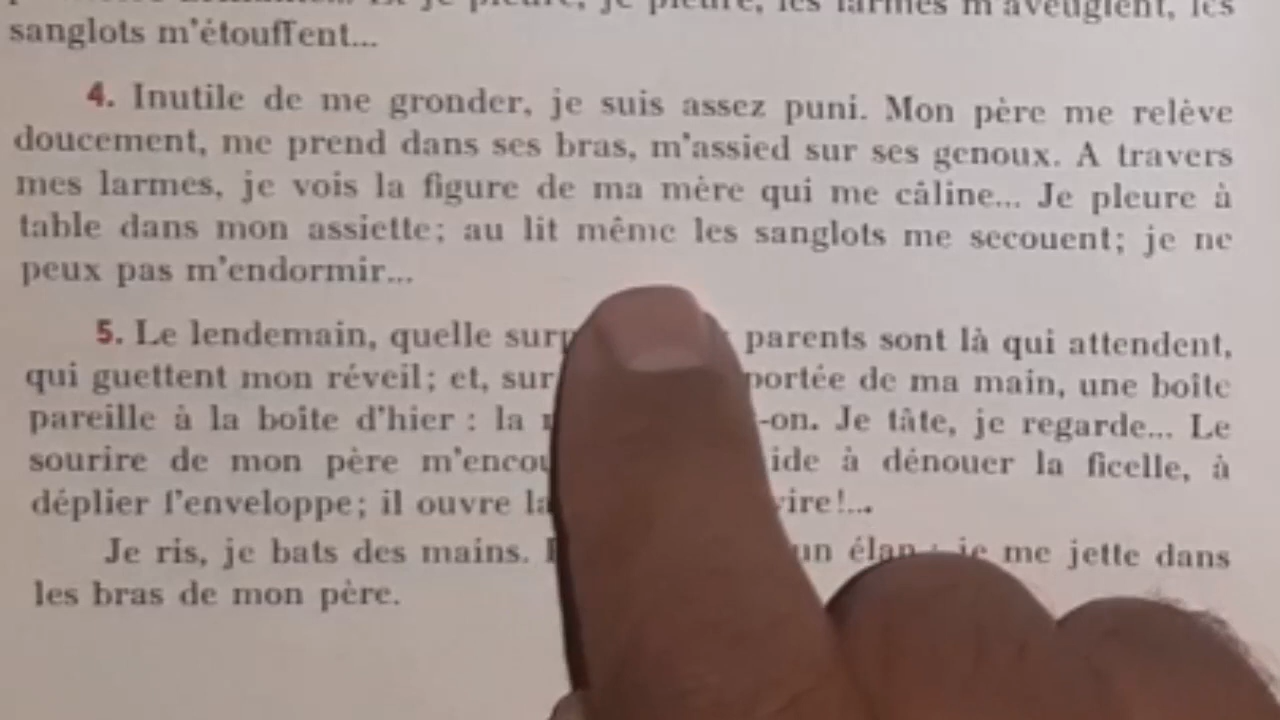 je pleure, les larmes m'aveuglent, les
sanglots m'étouffent...
4. Inutile de me gronder, je suis assez puni. Mon père me relève
doucement, me prend dans ses bras, m'assied sur ses genoux. A travers
mes larmes, je vois la figure de ma mère qui me câline... Je pleure à
table dans mon assiette; au lit même les sanglots me secouent; je ne
peux pas m'endormir...
5. Le lendemain, quelle parents sont là qui attendent,
qui guettent mon réveil; et, sur portée de ma main, une boîte
pareille à la boîte d'hier : la -on. Je tâte, je regarde... Le
sourire de mon père à dénouer la ficelle, à
déplier l'enveloppe; il ouvre
Je ris, je bats des mains. un élan : je me jette dans
les bras de mon père.